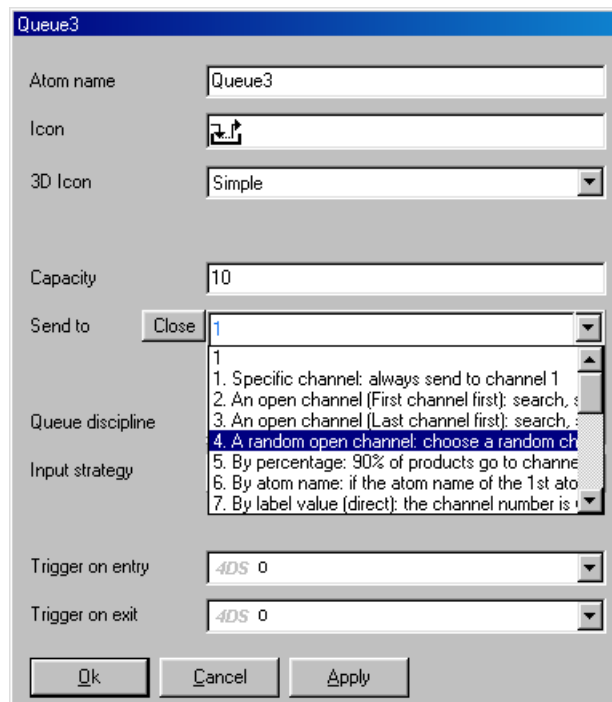 Queue3
Atom name Queue3
Icon
3D Icon Simple
Capacity 10
Send to Close 1
1
1. Specific channel: always send to channel 1
2. An open channel (First channel first): search,
3. An open channel (Last channel first): search,
Queue discipline
4. A random open channel: choose a random ch
5. By percentage: 90% of products go to channe
Input strategy
6. By atom name: if the atom name of the 1st ato
7. By label value (direct): the channel number is
Trigger on entry 4DS 0
Trigger on exit 4DS 0
Ok Cancel Apply